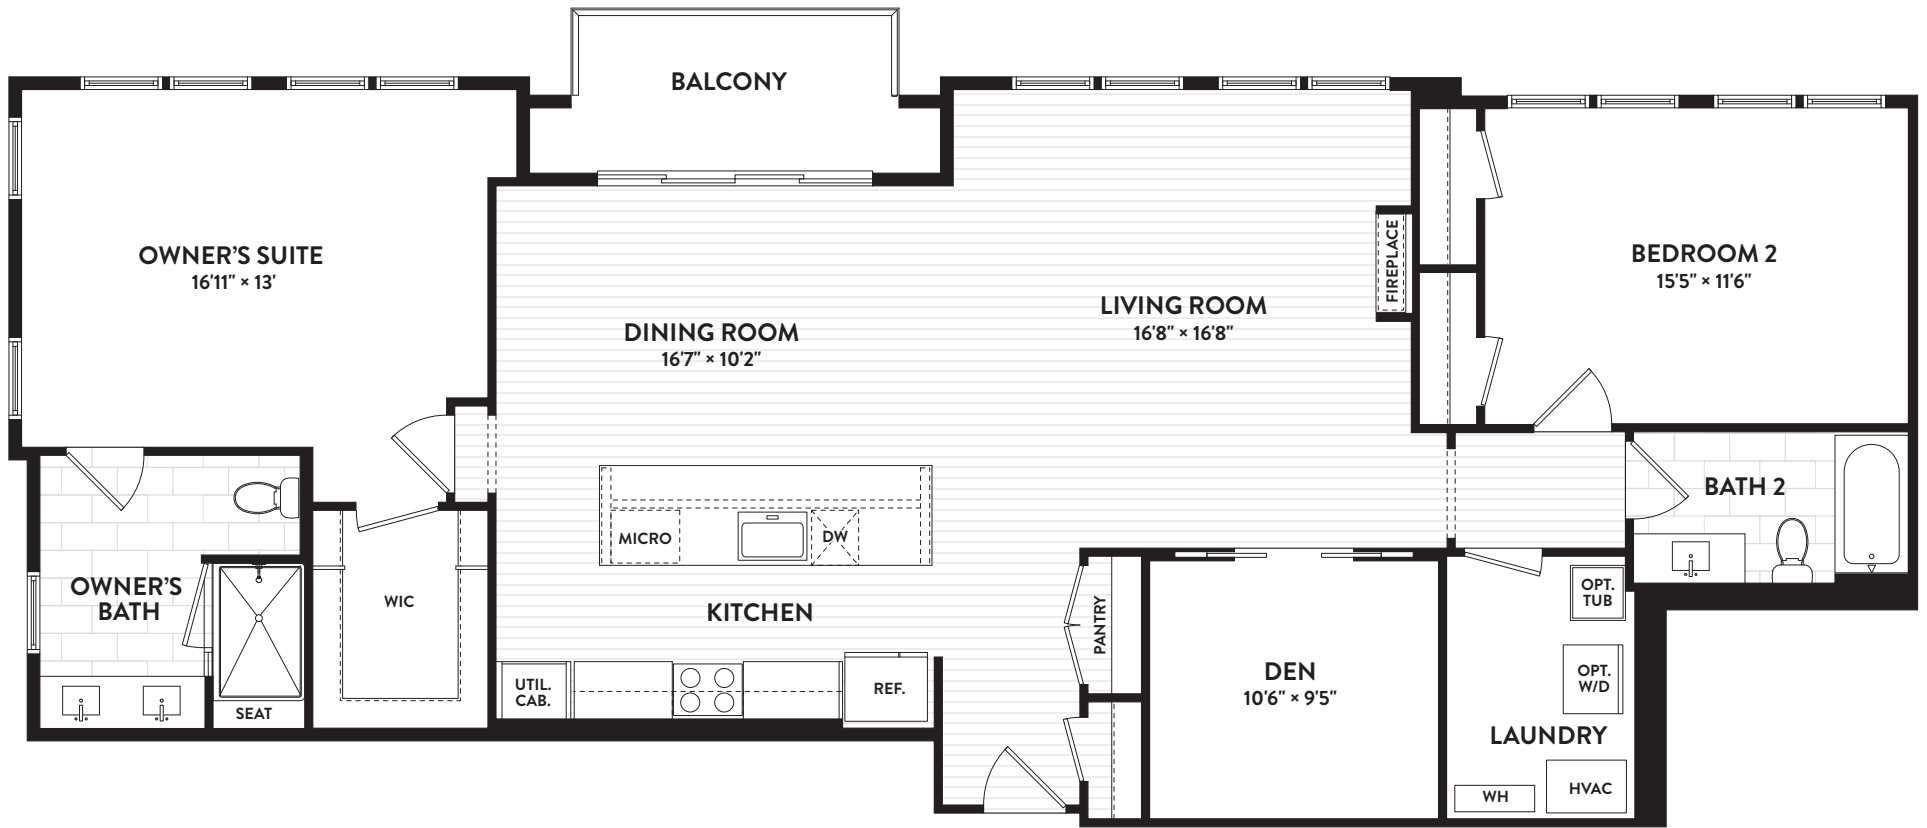 BALCONY
OWNER’S SUITE
16'11" × 13'
BEDROOM 2
15'5" × 11'6"
FIREPLACE
LIVING ROOM
16'8" × 16'8"
DINING ROOM
16'7" × 10'2"
BATH 2
MICRO
DW
OWNER’S
BATH
WIC
KITCHEN
PANTRY
OPT.
TUB
DEN
10'6" × 9'5"
OPT.
W/D
UTIL.
CAB.
REF.
SEAT
LAUNDRY
WH
HVAC